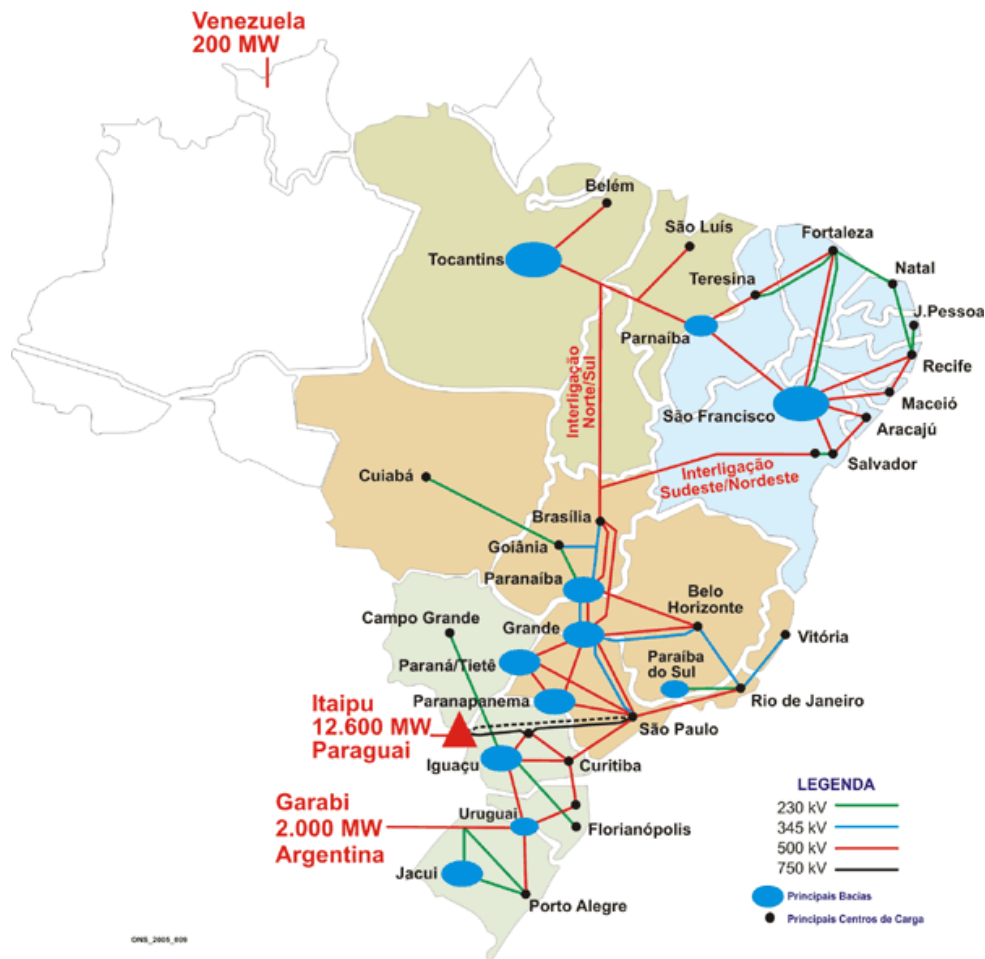 Venezuela
200 MW
Belém
São Luís
Fortaleza
Tocantins
Teresina
Natal
J.Pessoa
Parnaíba
Recife
Interligação
Norte/Sul
São Francisco
Maceió
Aracajú
Salvador
Interligação
Sudeste/Nordeste
Cuiabá
Brasília
Goiânia
Paranaíba
Belo
Horizonte
Campo Grande
Grande
Vitória
Paraná/Tietê
Paraíba
do Sul
Paranapanema
Rio de Janeiro
Itaipu
12.600 MW
Paraguai
São Paulo
Iguaçu
Curitiba
Garabi
2.000 MW
Argentina
Uruguai
Florianópolis
Jacui
Porto Alegre
LEGENDA
230 kV
345 kV
500 kV
750 kV
Principais Bacias
Principais Centros de Carga
ONS_2005_009